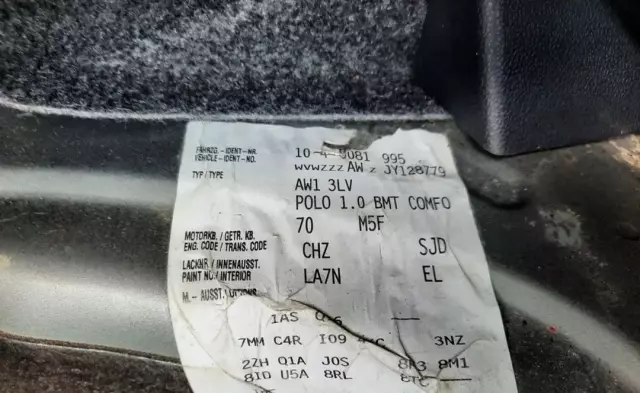 FAHRZG.-IDENT-NR. 10-4-9081 995
VEHICLE-IDENT-NO. WVWZZZ AW Z JY128779
TYP / TYPE AW1 3LV
POLO 1.0 BMT COMFO
70 M5F
MOTORKB. / GETR. KB.
ENG. CODE / TRANS. CODE CHZ SJD
LACKNR / INNENAUSST.
PAINT NO. / INTERIOR LA7N EL
M.- AUSST. / OPTIONS
1AS
7MM C4R I09 3NZ
2ZH Q1A J0S 8M1
8ID U5A 8RL